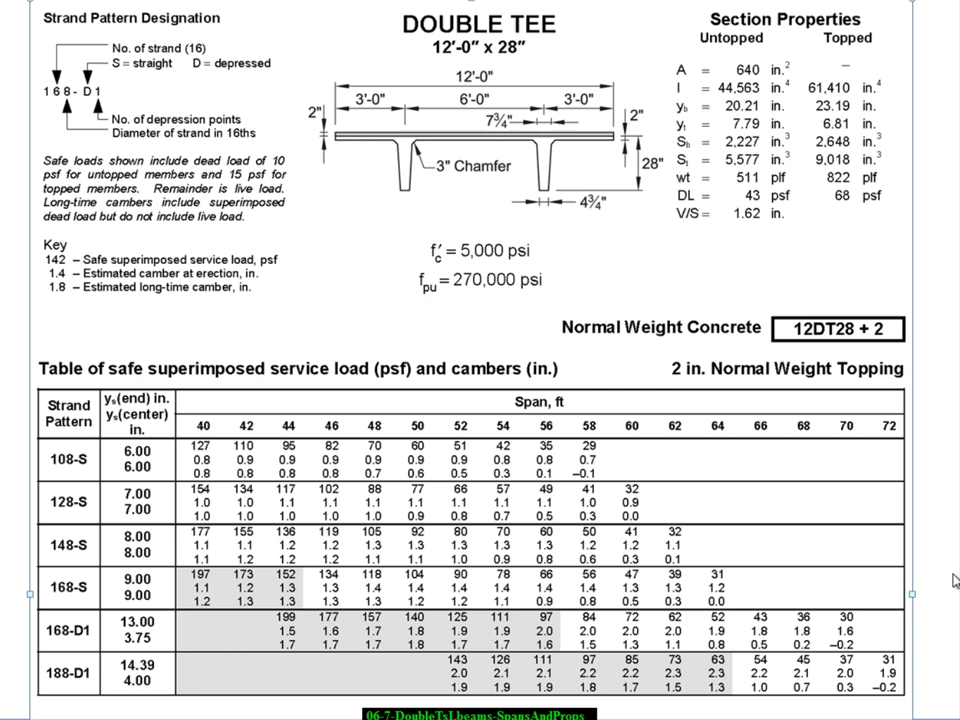 Strand Pattern Designation
No. of strand (16)
S = straight D = depressed
1 6 8 - D 1
No. of depression points
Diameter of strand in 16ths
Safe loads shown include dead load of 10
psf for untopped members and 15 psf for
topped members. Remainder is live load.
Long-time cambers include superimposed
dead load but do not include live load.
Key
142 – Safe superimposed service load, psf
1.4 – Estimated camber at erection, in.
1.8 – Estimated long-time camber, in.
DOUBLE TEE
12'-0" x 28"
12'-0"
3'-0" 6'-0" 3'-0"
2" 7¾" 2"
3" Chamfer 28"
4¾"
f'c = 5,000 psi
fpu = 270,000 psi
Section Properties
Untopped Topped
A = 640 in.² –
I = 44,563 in.⁴ 61,410 in.⁴
yb = 20.21 in. 23.19 in.
yt = 7.79 in. 6.81 in.
Sb = 2,227 in.³ 2,648 in.³
St = 5,577 in.³ 9,018 in.³
wt = 511 plf 822 plf
DL = 43 psf 68 psf
V/S = 1.62 in.
Normal Weight Concrete 12DT28 + 2
Table of safe superimposed service load (psf) and cambers (in.) 2 in. Normal Weight Topping
Strand Pattern ys(end) in. ys(center) in. Span, ft
40 42 44 46 48 50 52 54 56 58 60 62 64 66 68 70 72
127 110 95 82 70 60 51 42 35 29
108-S 6.00 6.00 0.8 0.9 0.9 0.9 0.9 0.9 0.9 0.8 0.8 0.7
0.8 0.8 0.8 0.8 0.7 0.6 0.5 0.3 0.1 –0.1
154 134 117 102 88 77 66 57 49 41 32
128-S 7.00 7.00 1.0 1.0 1.1 1.1 1.1 1.1 1.1 1.1 1.1 1.0 0.9
1.0 1.0 1.0 1.0 1.0 0.9 0.8 0.7 0.5 0.3 0.0
177 155 136 119 105 92 80 70 60 50 41 32
148-S 8.00 8.00 1.1 1.1 1.2 1.2 1.3 1.3 1.3 1.3 1.3 1.2 1.2 1.1
1.1 1.2 1.2 1.2 1.1 1.1 1.0 0.9 0.8 0.6 0.3 0.1
197 173 152 134 118 104 90 78 66 56 47 39 31
168-S 9.00 9.00 1.1 1.2 1.3 1.3 1.4 1.4 1.4 1.4 1.4 1.4 1.3 1.3 1.2
1.2 1.3 1.3 1.3 1.3 1.2 1.2 1.1 0.9 0.8 0.5 0.3 0.0
199 177 157 140 125 111 97 84 72 62 52 43 36 30
168-D1 13.00 3.75 1.5 1.6 1.7 1.8 1.9 1.9 2.0 2.0 2.0 2.0 1.9 1.8 1.8 1.6
1.7 1.7 1.7 1.8 1.7 1.7 1.6 1.5 1.3 1.1 0.8 0.5 0.2 –0.2
143 126 111 97 85 73 63 54 45 37 31
188-D1 14.39 4.00 2.0 2.1 2.1 2.2 2.2 2.3 2.3 2.2 2.1 2.0 1.9
1.9 1.9 1.9 1.8 1.7 1.5 1.3 1.0 0.7 0.3 –0.2
06-7-DoubleTsLbeams-SpansAndProps